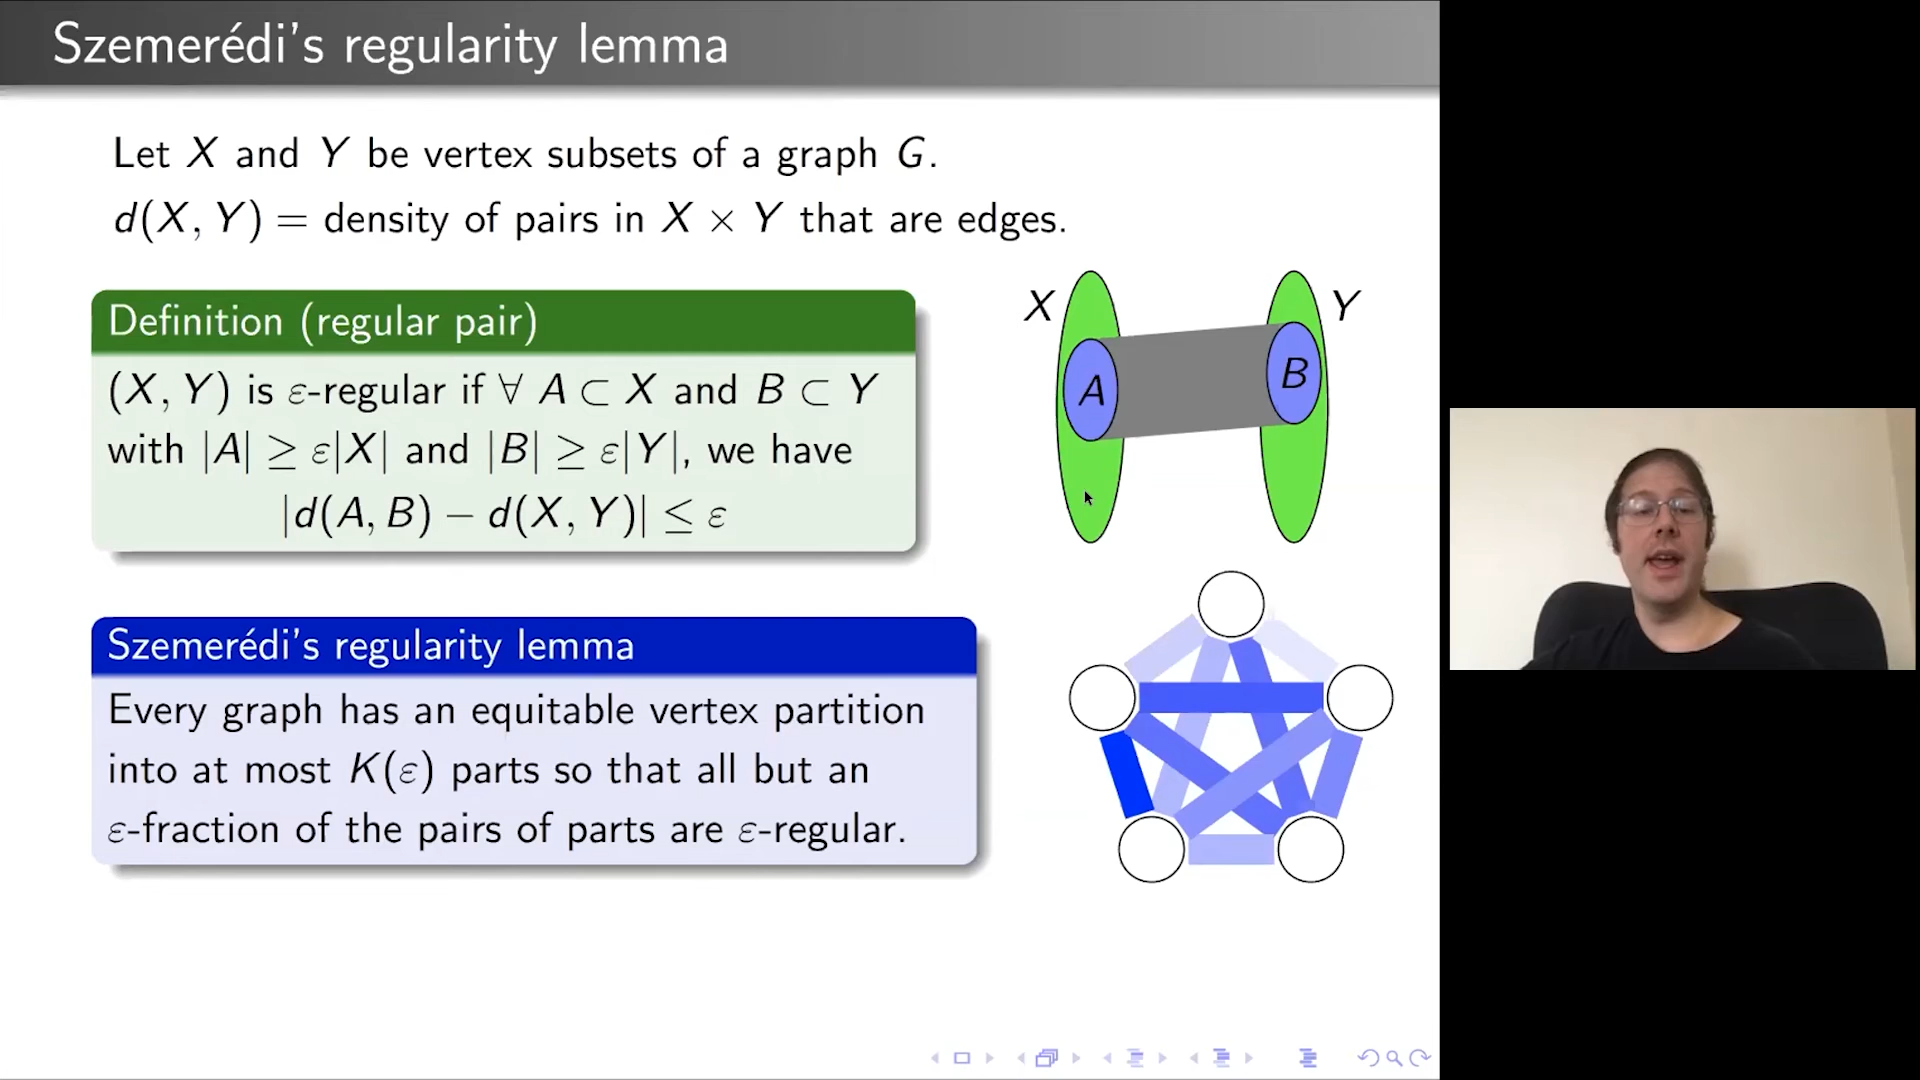 Szemerédi's regularity lemma
Let X and Y be vertex subsets of a graph G.
d(X, Y) = density of pairs in X × Y that are edges.
Definition (regular pair)
(X, Y) is ε-regular if ∀ A ⊂ X and B ⊂ Y
with |A| ≥ ε|X| and |B| ≥ ε|Y|, we have
|d(A, B) − d(X, Y)| ≤ ε
X
Y
A
B
Szemerédi's regularity lemma
Every graph has an equitable vertex partition
into at most K(ε) parts so that all but an
ε-fraction of the pairs of parts are ε-regular.